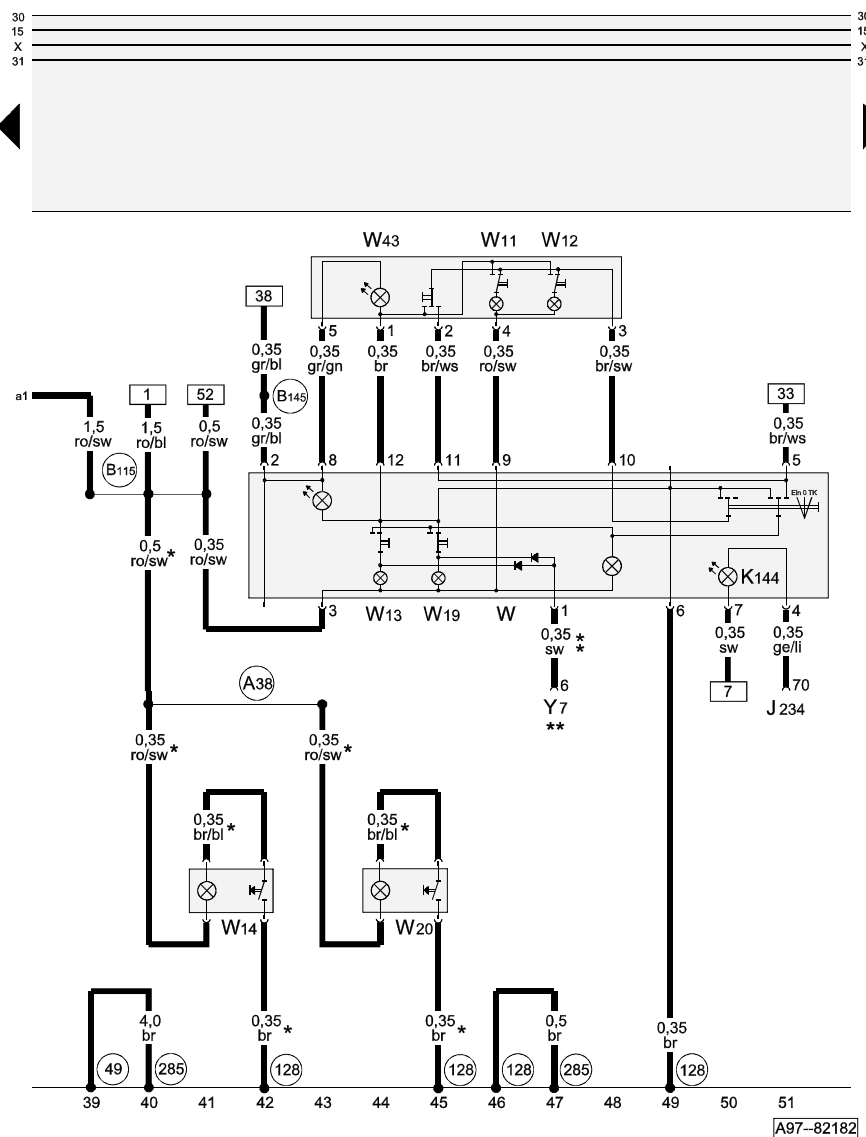 30 30
15 15
X X
31 31
W43 W11 W12
38
5 1 2 4 3
0,35 0,35 0,35 0,35 0,35 0,35
gr/bl gr/gn br br/ws ro/sw br/sw
a1 1 52 B145 33
1,5 1,5 0,5 0,35 0,35
ro/sw ro/bl ro/sw gr/bl br/ws
B115 2 8 12 11 9 10 5
Ein 0 TK
0,5 0,35
ro/sw* ro/sw
K144
3 W13 W19 W 1 6 7 4
0,35 0,35 0,35
sw ** sw ge/li
A38 6 7 70
Y7 J234
**
0,35 0,35
ro/sw* ro/sw*
0,35 0,35
br/bl* br/bl*
W14 W20
4,0 0,35 0,35 0,5 0,35
br br* br* br br
49 285 128 128 128 285 128
39 40 41 42 43 44 45 46 47 48 49 50 51
A97--82182